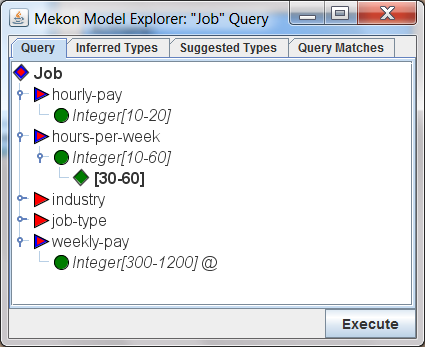 Mekon Model Explorer: "Job" Query
Query Inferred Types Suggested Types Query Matches
Job
hourly-pay
Integer[10-20]
hours-per-week
Integer[10-60]
[30-60]
industry
job-type
weekly-pay
Integer[300-1200] @
Execute